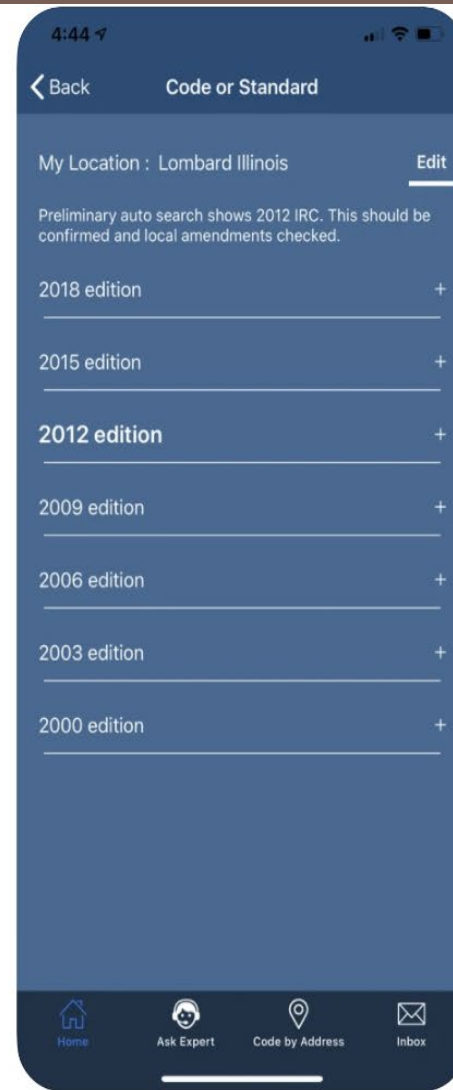 4:44
Back Code or Standard
My Location : Lombard Illinois Edit
Preliminary auto search shows 2012 IRC. This should be
confirmed and local amendments checked.
2018 edition +
2015 edition +
2012 edition +
2009 edition +
2006 edition +
2003 edition +
2000 edition +
Home Ask Expert Code by Address Inbox